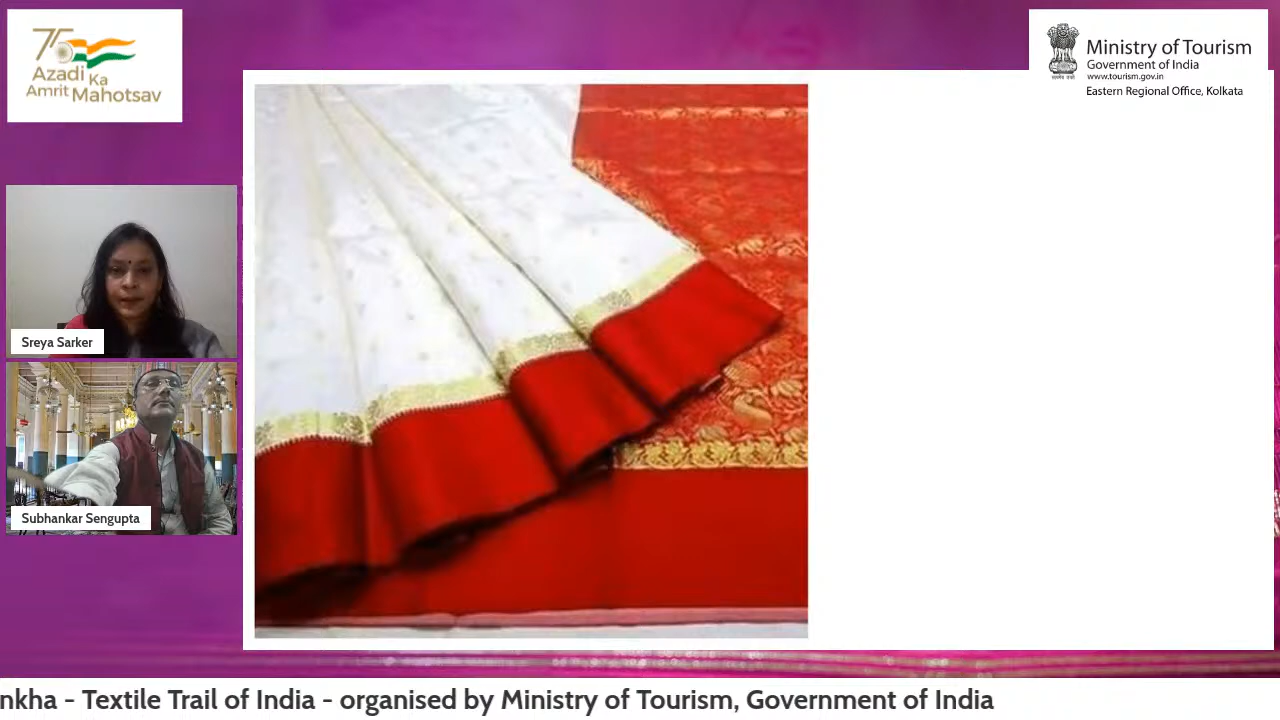 75
Azadi Ka
Amrit Mahotsav
Ministry of Tourism
Government of India
www.tourism.gov.in
Eastern Regional Office, Kolkata
Sreya Sarker
Subhankar Sengupta
nkha - Textile Trail of India - organised by Ministry of Tourism, Government of India